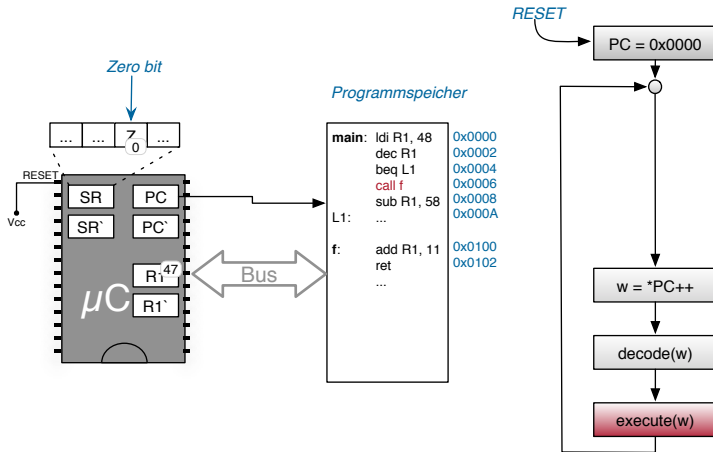 RESET
PC = 0x0000
Zero bit
Programmspeicher
... ... Z ...
0
main: ldi R1, 48 0x0000
dec R1 0x0002
beq L1 0x0004
call f 0x0006
sub R1, 58 0x0008
L1: ... 0x000A
f: add R1, 11 0x0100
ret 0x0102
...
RESET
Vcc
SR PC
SR` PC`
R1 47
R1`
µC
Bus
w = *PC++
decode(w)
execute(w)